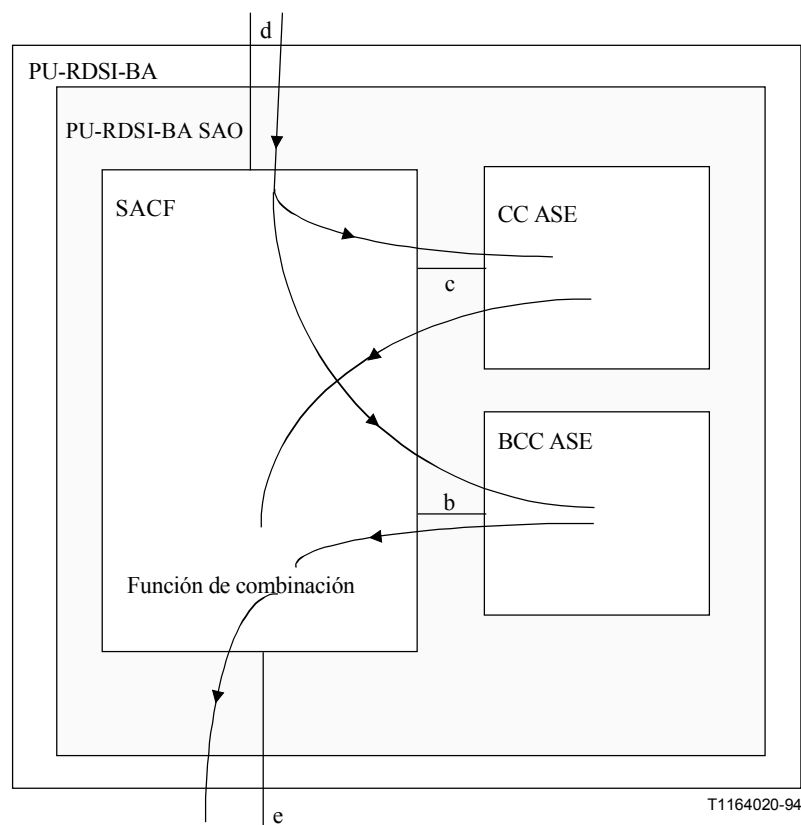 d
PU-RDSI-BA
PU-RDSI-BA SAO
SACF
CC ASE
c
BCC ASE
b
Función de combinación
T1164020-94
e